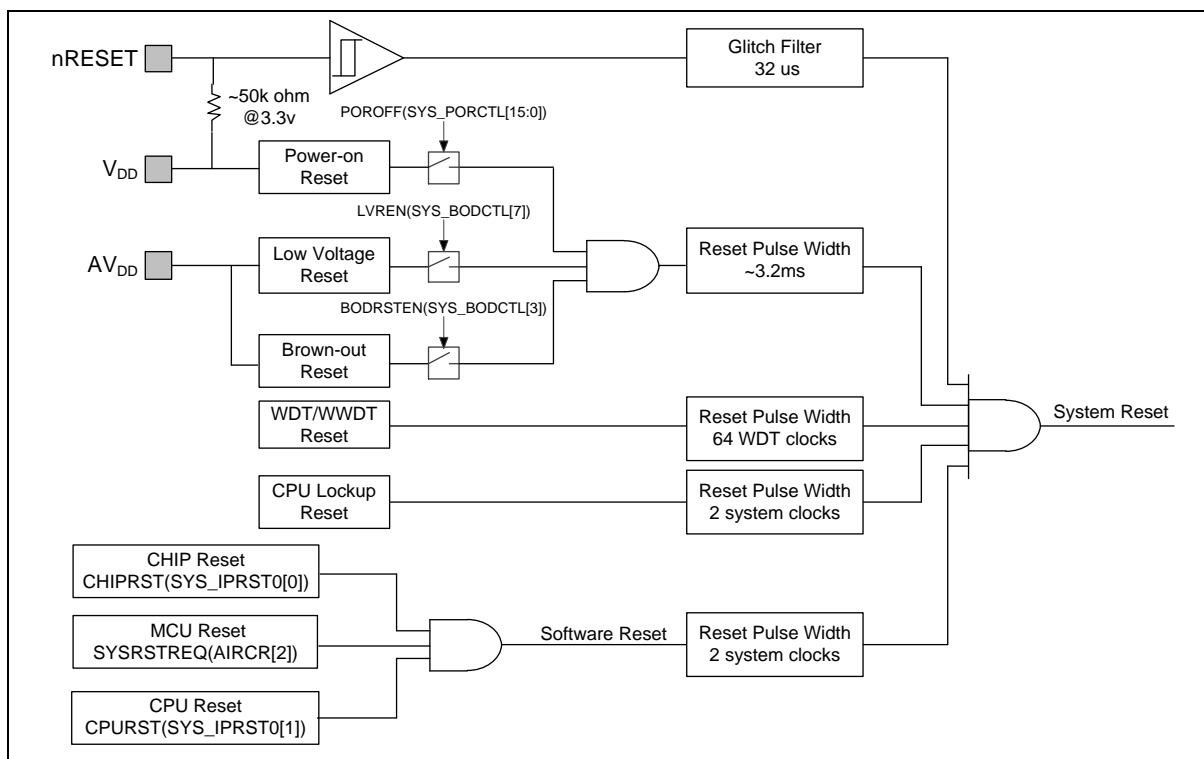 nRESET
Glitch Filter
32 us
~50k ohm
@3.3v
POROFF(SYS_PORCTL[15:0])
VDD
Power-on
Reset
LVREN(SYS_BODCTL[7])
AVDD
Low Voltage
Reset
Reset Pulse Width
~3.2ms
BODRSTEN(SYS_BODCTL[3])
Brown-out
Reset
WDT/WWDT
Reset
Reset Pulse Width
64 WDT clocks
System Reset
CPU Lockup
Reset
Reset Pulse Width
2 system clocks
CHIP Reset
CHIPRST(SYS_IPRST0[0])
MCU Reset
SYSRSTREQ(AIRCR[2])
Software Reset
Reset Pulse Width
2 system clocks
CPU Reset
CPURST(SYS_IPRST0[1])